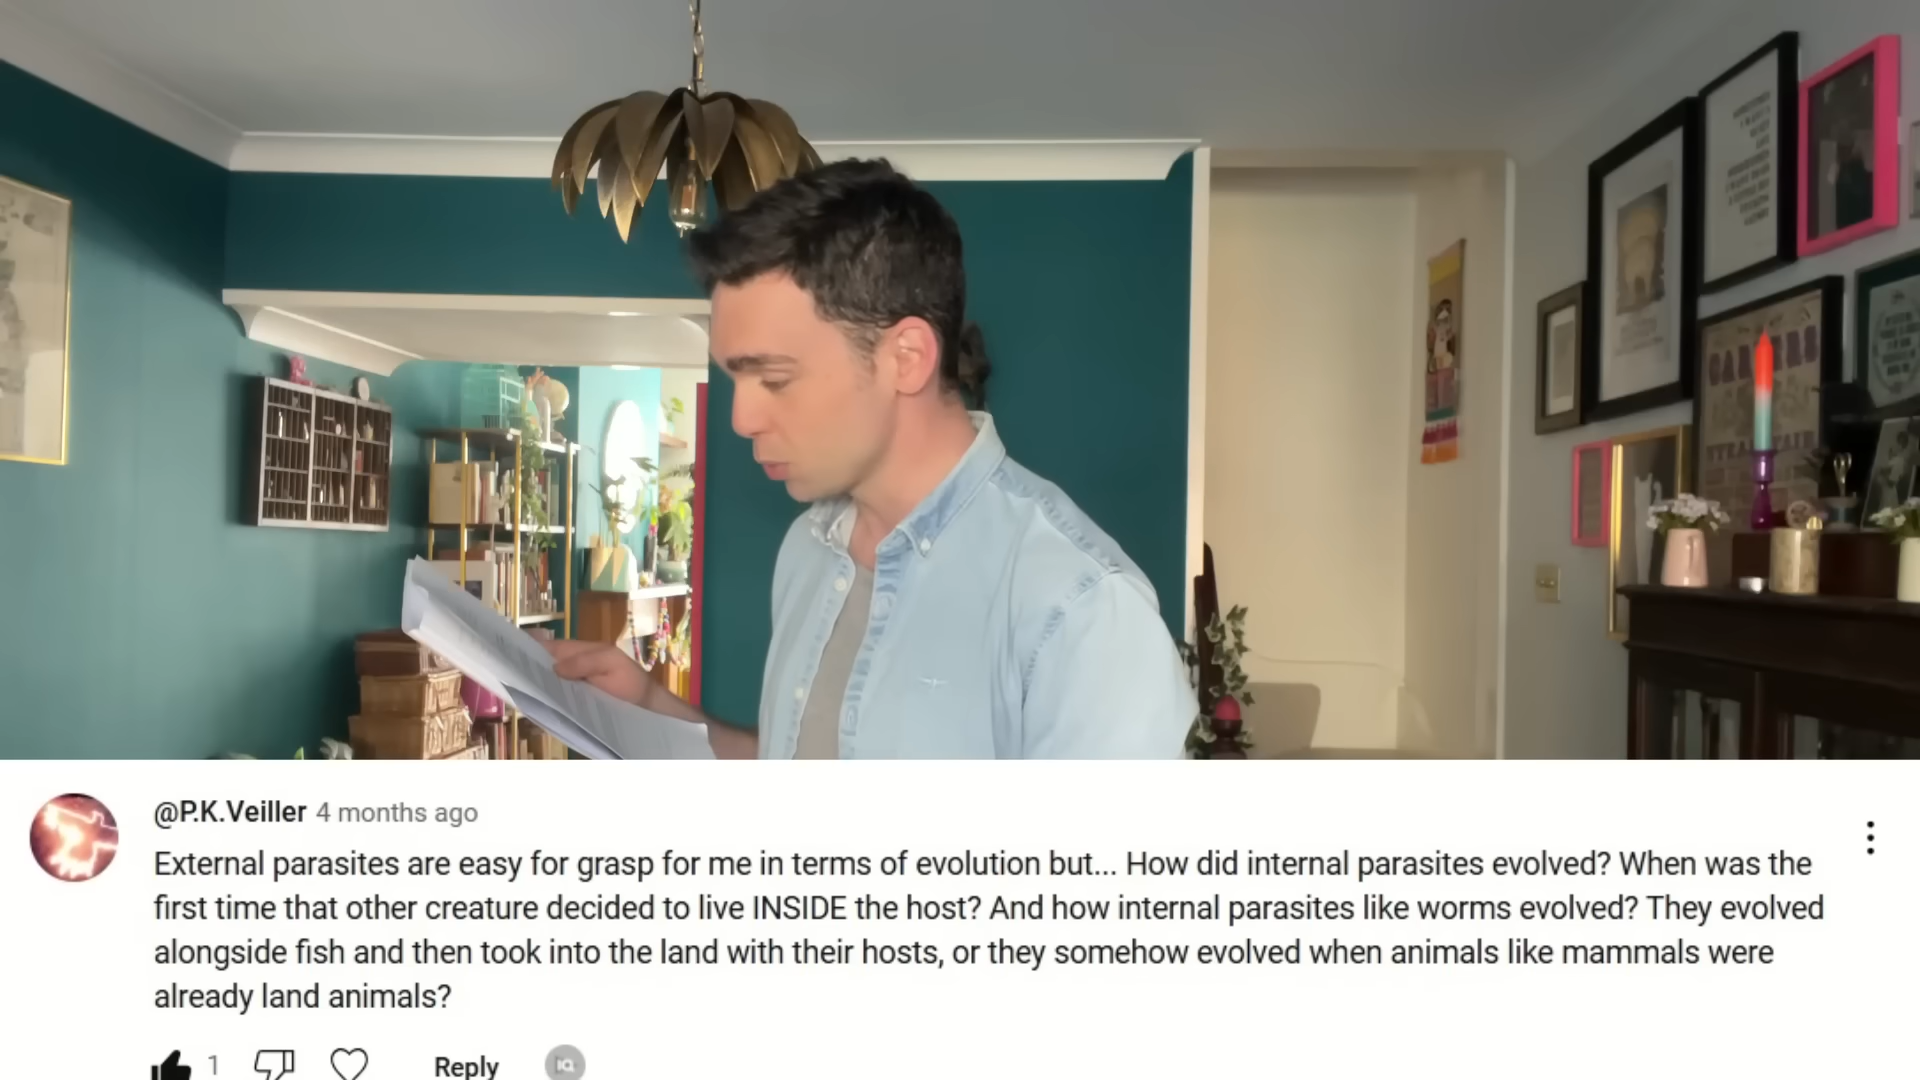 @P.K.Veiller 4 months ago
External parasites are easy for grasp for me in terms of evolution but... How did internal parasites evolved? When was the
first time that other creature decided to live INSIDE the host? And how internal parasites like worms evolved? They evolved
alongside fish and then took into the land with their hosts, or they somehow evolved when animals like mammals were
already land animals?
1
Reply